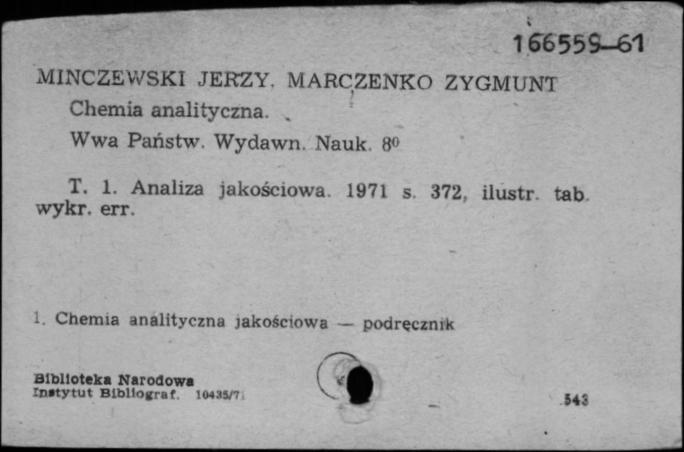 166559-61
MINCZEWSKI JERZY, MARCZENKO ZYGMUNT
Chemia analityczna.
Wwa Państw. Wydawn. Nauk. 8⁰
T. 1. Analiza jakościowa. 1971 s. 372, ilustr. tab.
wykr. err.
1. Chemia analityczna jakościowa — podręcznik
Biblioteka Narodowa
Instytut Bibliograf. 10435/71
543